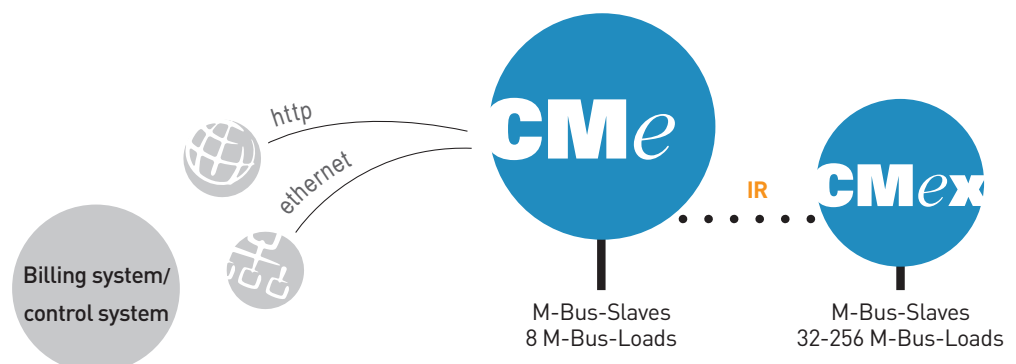 http
ethernet
Billing system/
control system
CMe
M-Bus-Slaves
8 M-Bus-Loads
IR
CMex
M-Bus-Slaves
32-256 M-Bus-Loads